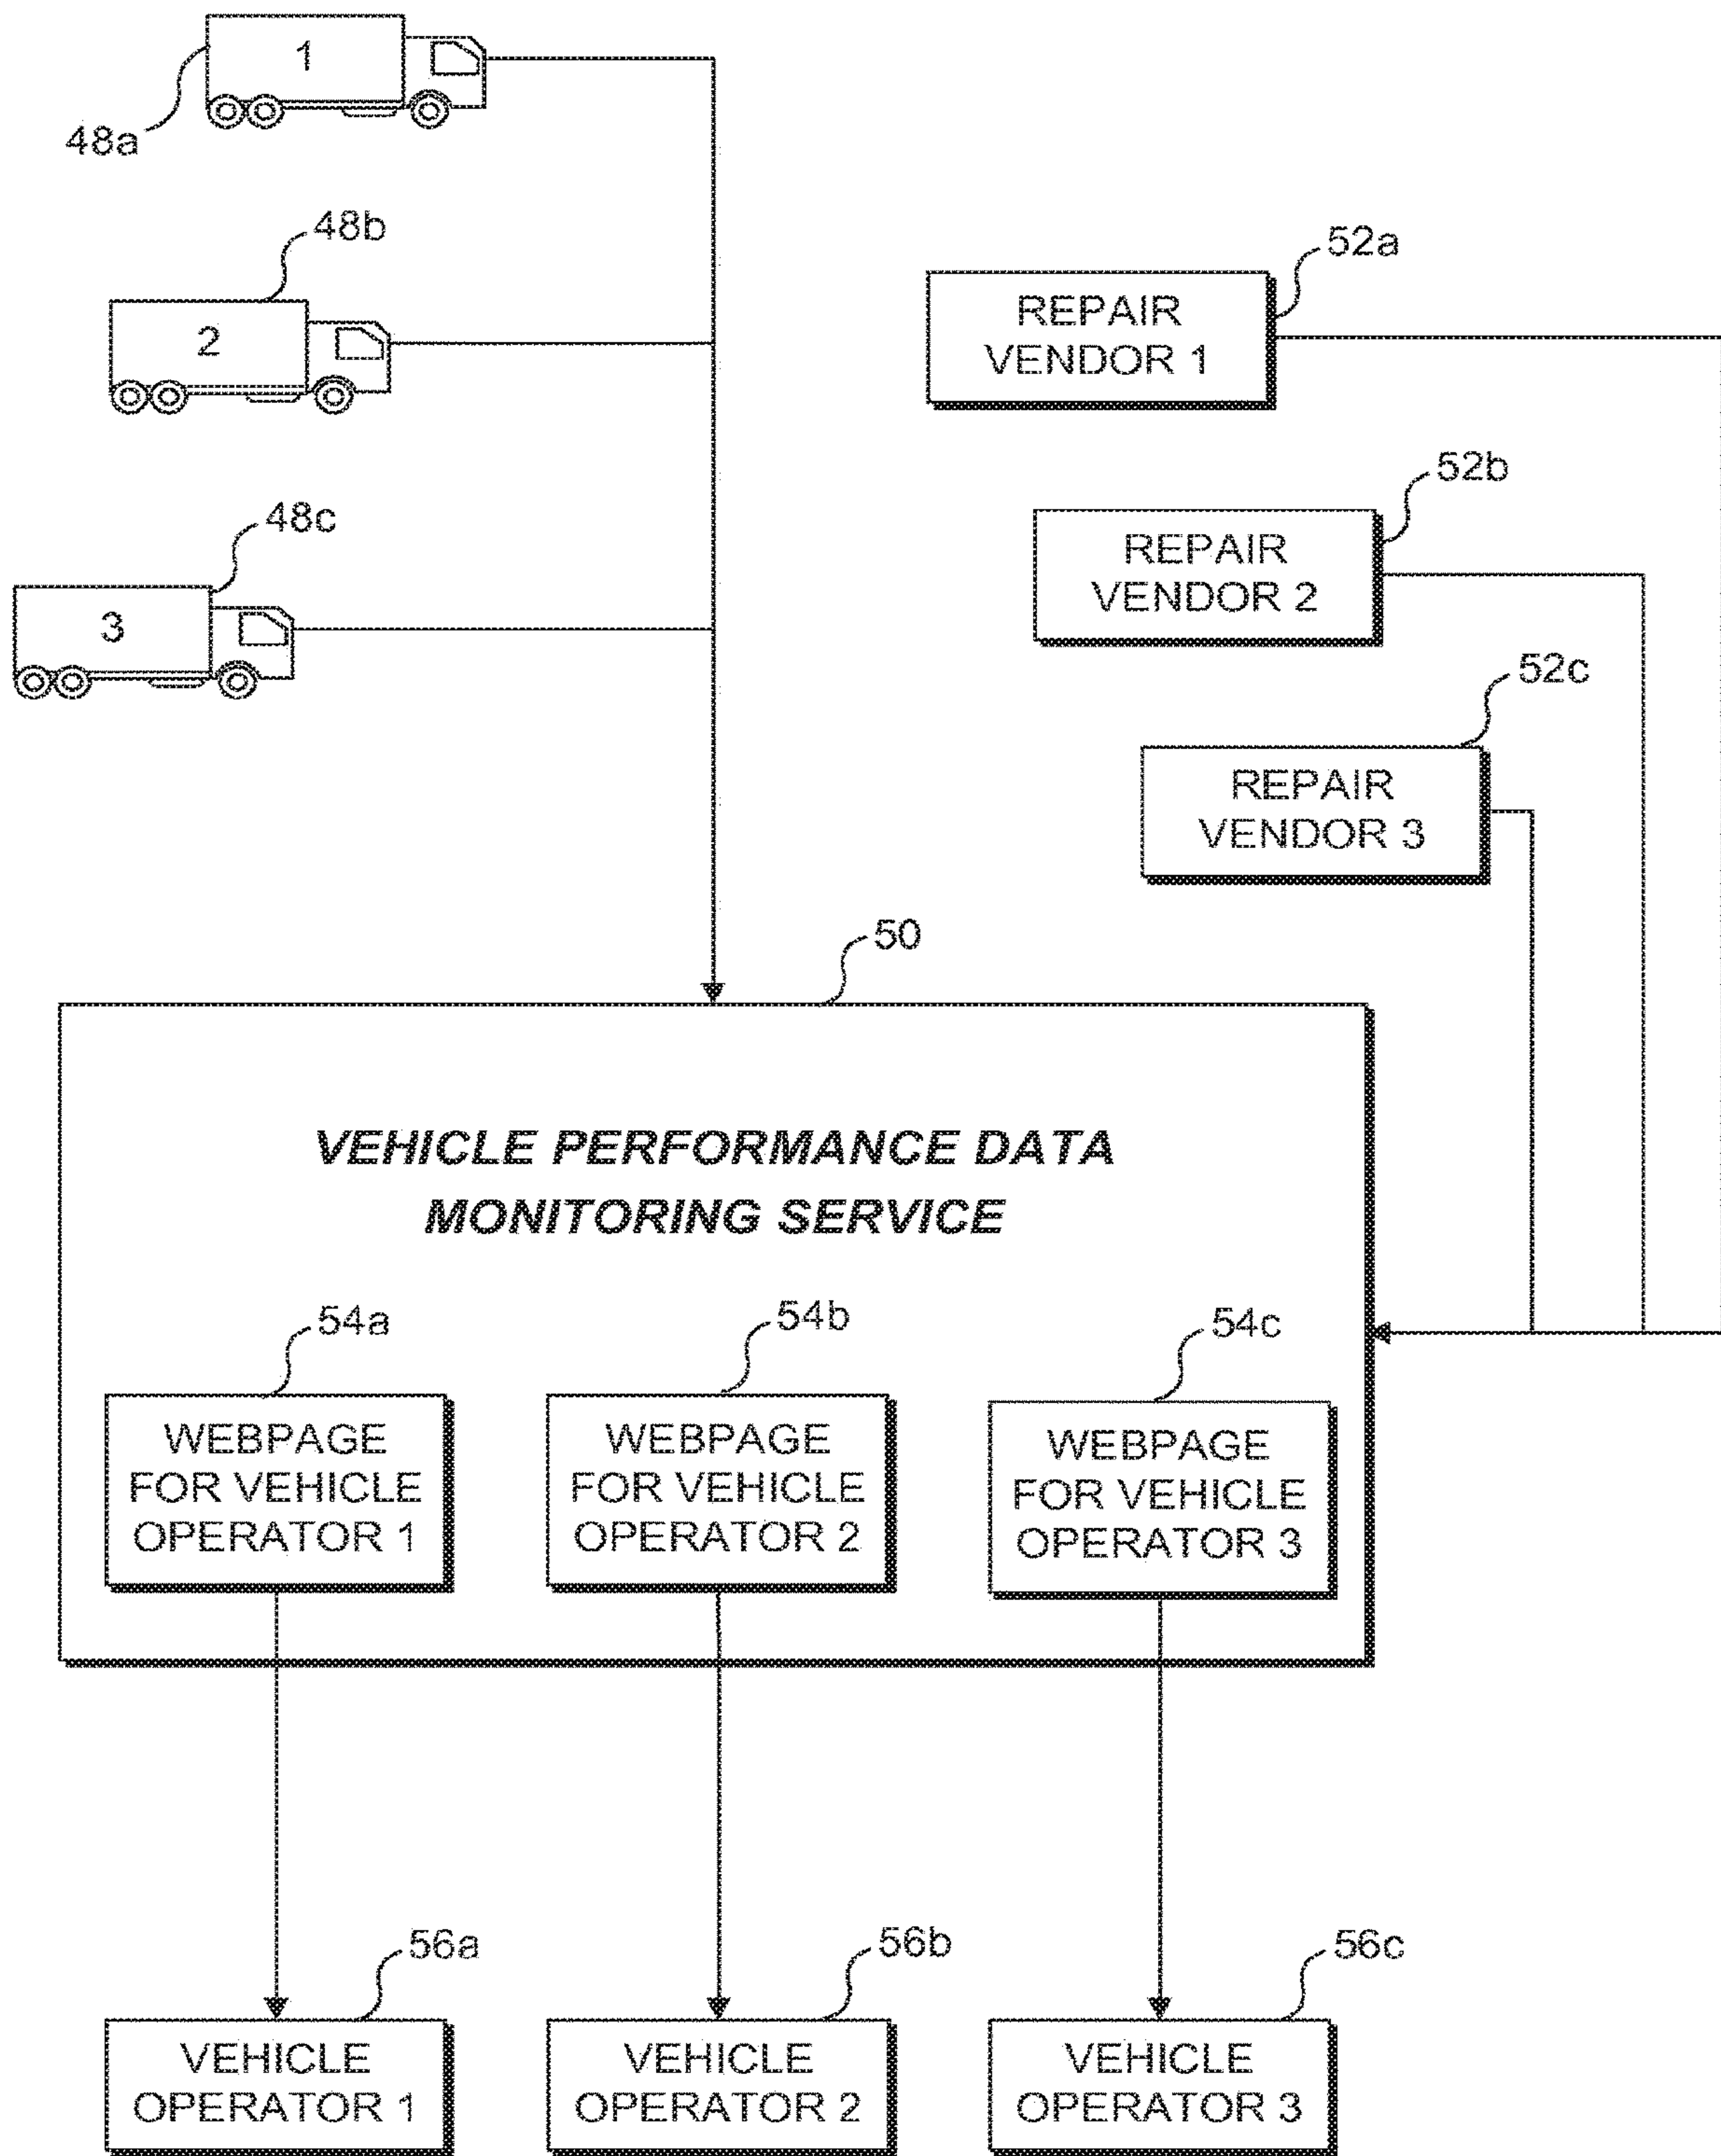 1
48a
48b
2
52a
REPAIR
VENDOR 1
52b
48c
REPAIR
VENDOR 2
3
52c
REPAIR
VENDOR 3
50
VEHICLE PERFORMANCE DATA
MONITORING SERVICE
54a
54b
54c
WEBPAGE
FOR VEHICLE
OPERATOR 1
WEBPAGE
FOR VEHICLE
OPERATOR 2
WEBPAGE
FOR VEHICLE
OPERATOR 3
56a
56b
56c
VEHICLE
OPERATOR 1
VEHICLE
OPERATOR 2
VEHICLE
OPERATOR 3